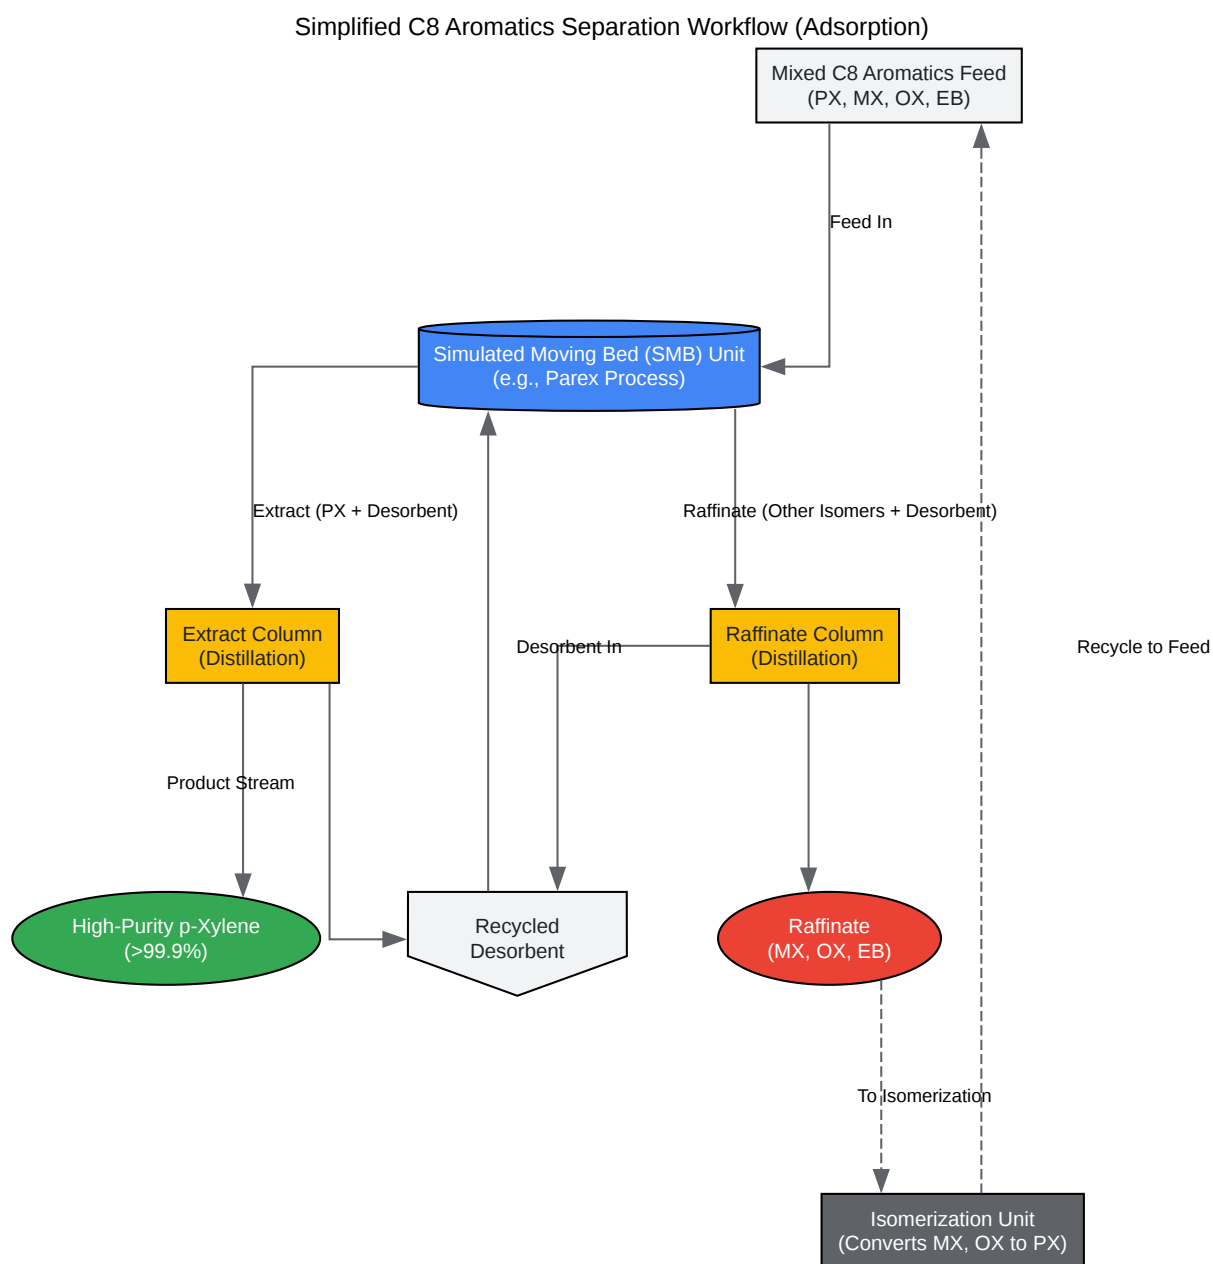 Simplified C8 Aromatics Separation Workflow (Adsorption)
Mixed C8 Aromatics Feed
(PX, MX, OX, EB)
Feed In
Simulated Moving Bed (SMB) Unit
(e.g., Parex Process)
Extract (PX + Desorbent)
Raffinate (Other Isomers + Desorbent)
Extract Column
(Distillation)
Desorbent In
Raffinate Column
(Distillation)
Recycle to Feed
Product Stream
High-Purity p-Xylene
(>99.9%)
Recycled
Desorbent
Raffinate
(MX, OX, EB)
To Isomerization
Isomerization Unit
(Converts MX, OX to PX)